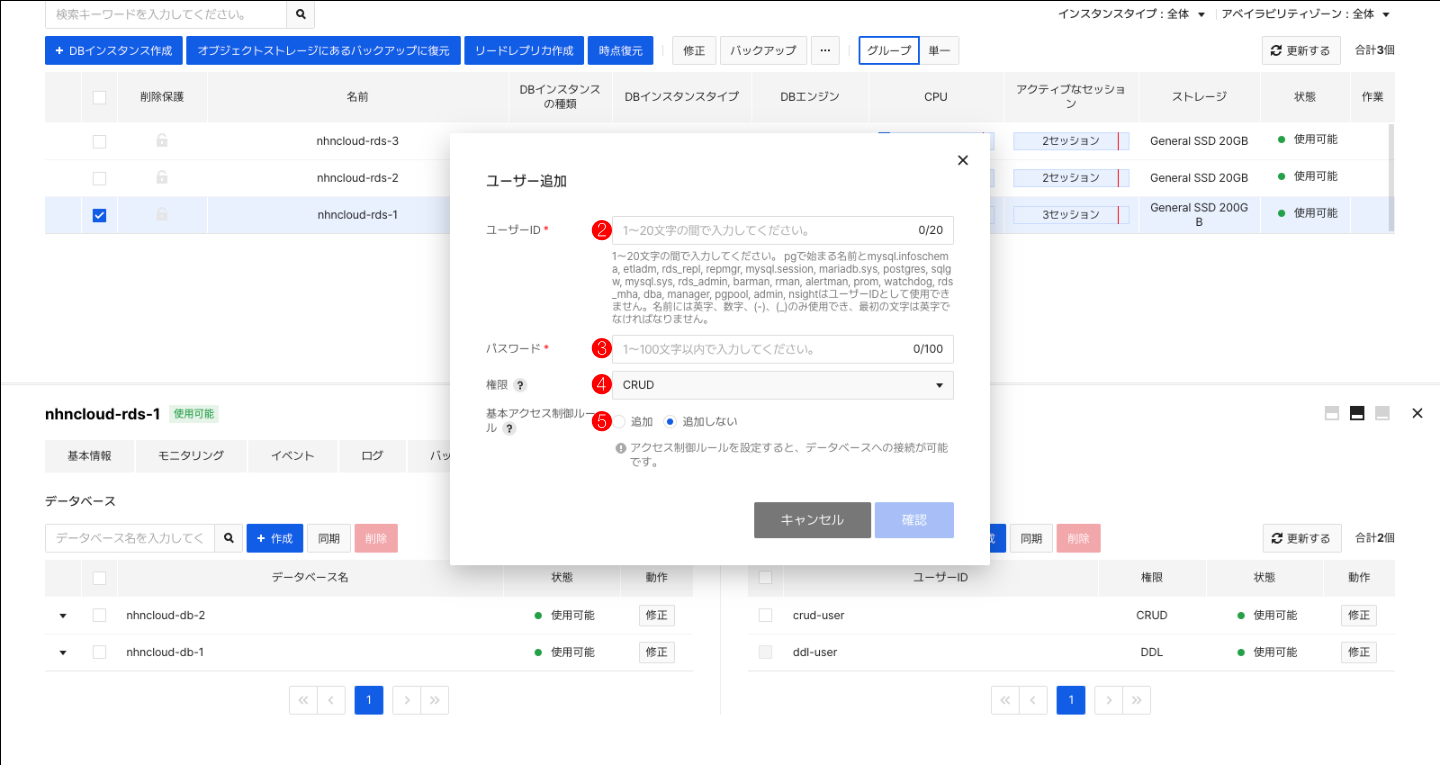 検索キーワードを入力してください。
インスタンスタイプ : 全体
アベイラビリティゾーン : 全体
+ DBインスタンス作成
オブジェクトストレージにあるバックアップに復元
リードレプリカ作成
時点復元
修正
バックアップ
...
グループ
単一
更新する
合計3個
削除保護
名前
DBインスタンス
の種類
DBインスタンスタイプ
DBエンジン
CPU
アクティブなセッショ
ン
ストレージ
状態
作業
nhncloud-rds-3
2セッション
General SSD 20GB
使用可能
nhncloud-rds-2
2セッション
General SSD 20GB
使用可能
nhncloud-rds-1
3セッション
General SSD 200G
B
使用可能
ユーザー追加
ユーザーID *
2
1〜20文字の間で入力してください。
0/20
1〜20文字の間で入力してください。 pgで始まる名前とmysql.infoschem
a, etladm, rds_repl, repmgr, mysql.session, mariadb.sys, postgres, sqlg
w, mysql.sys, rds_admin, barman, rman, alertman, prom, watchdog, rds
_mha, dba, manager, pgpool, admin, nsightはユーザーIDとして使用でき
ません。名前には英字、数字、(-)、(_)のみ使用でき、最初の文字は英字で
なければなりません。
パスワード *
3
1〜100文字以内で入力してください。
0/100
権限 ?
4
CRUD
基本アクセス制御ルー
ル ?
5
追加
追加しない
アクセス制御ルールを設定すると、データベースへの接続が可能
です。
キャンセル
確認
nhncloud-rds-1
使用可能
基本情報
モニタリング
イベント
ログ
バッ
データベース
データベース名を入力してく
+ 作成
同期
削除
データベース名
状態
動作
nhncloud-db-2
使用可能
修正
nhncloud-db-1
使用可能
修正
1
同期
削除
更新する
合計2個
ユーザーID
権限
状態
動作
crud-user
CRUD
使用可能
修正
ddl-user
DDL
使用可能
修正
1